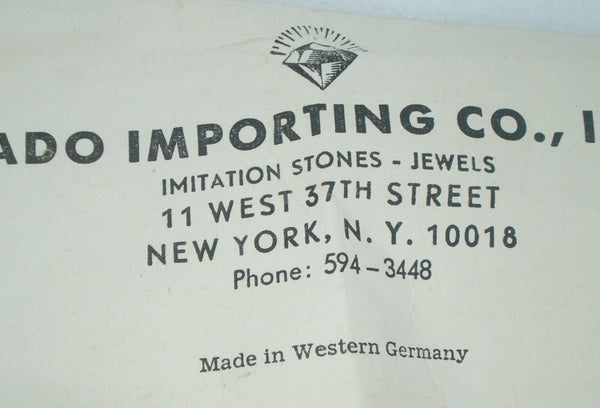 ADO IMPORTING CO., I
IMITATION STONES - JEWELS
11 WEST 37TH STREET
NEW YORK, N. Y. 10018
Phone: 594-3448
Made in Western Germany